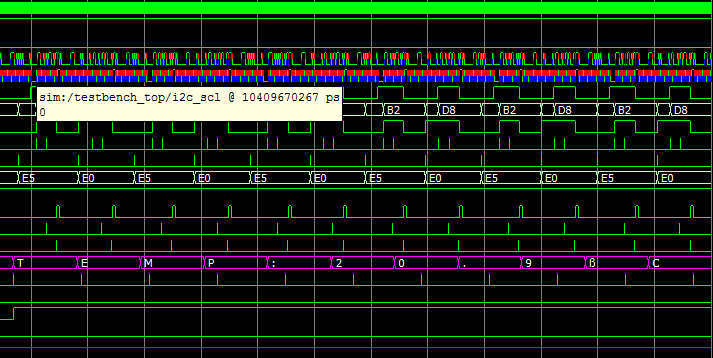 sim:/testbench_top/i2c_scl @ 10409670267 ps
0
B2 D8 B2 D8 B2 D8
E5 E0 E5 E0 E5 E0 E5 E0 E5 E0 E5 E0
T E M P : 2 0 . 9 ß C